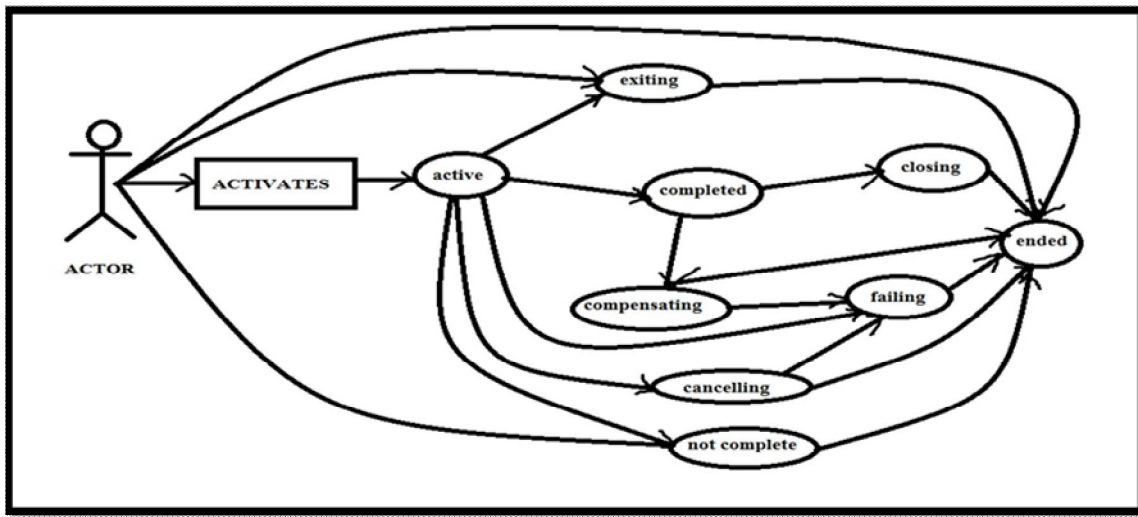 exiting
closing
active
ACTIVATES
completed
ended
ACTOR
compensating
failing
cancelling
not complete